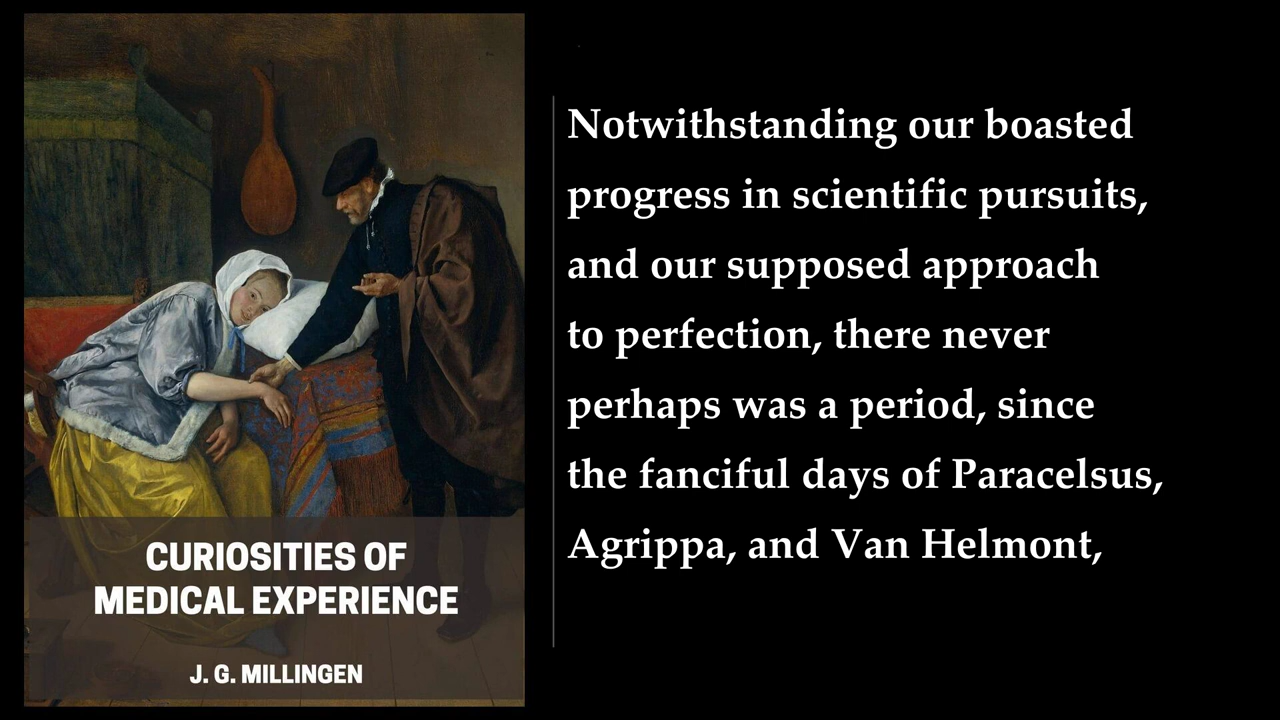 CURIOSITIES OF
MEDICAL EXPERIENCE
J. G. MILLINGEN
Notwithstanding our boasted
progress in scientific pursuits,
and our supposed approach
to perfection, there never
perhaps was a period, since
the fanciful days of Paracelsus,
Agrippa, and Van Helmont,